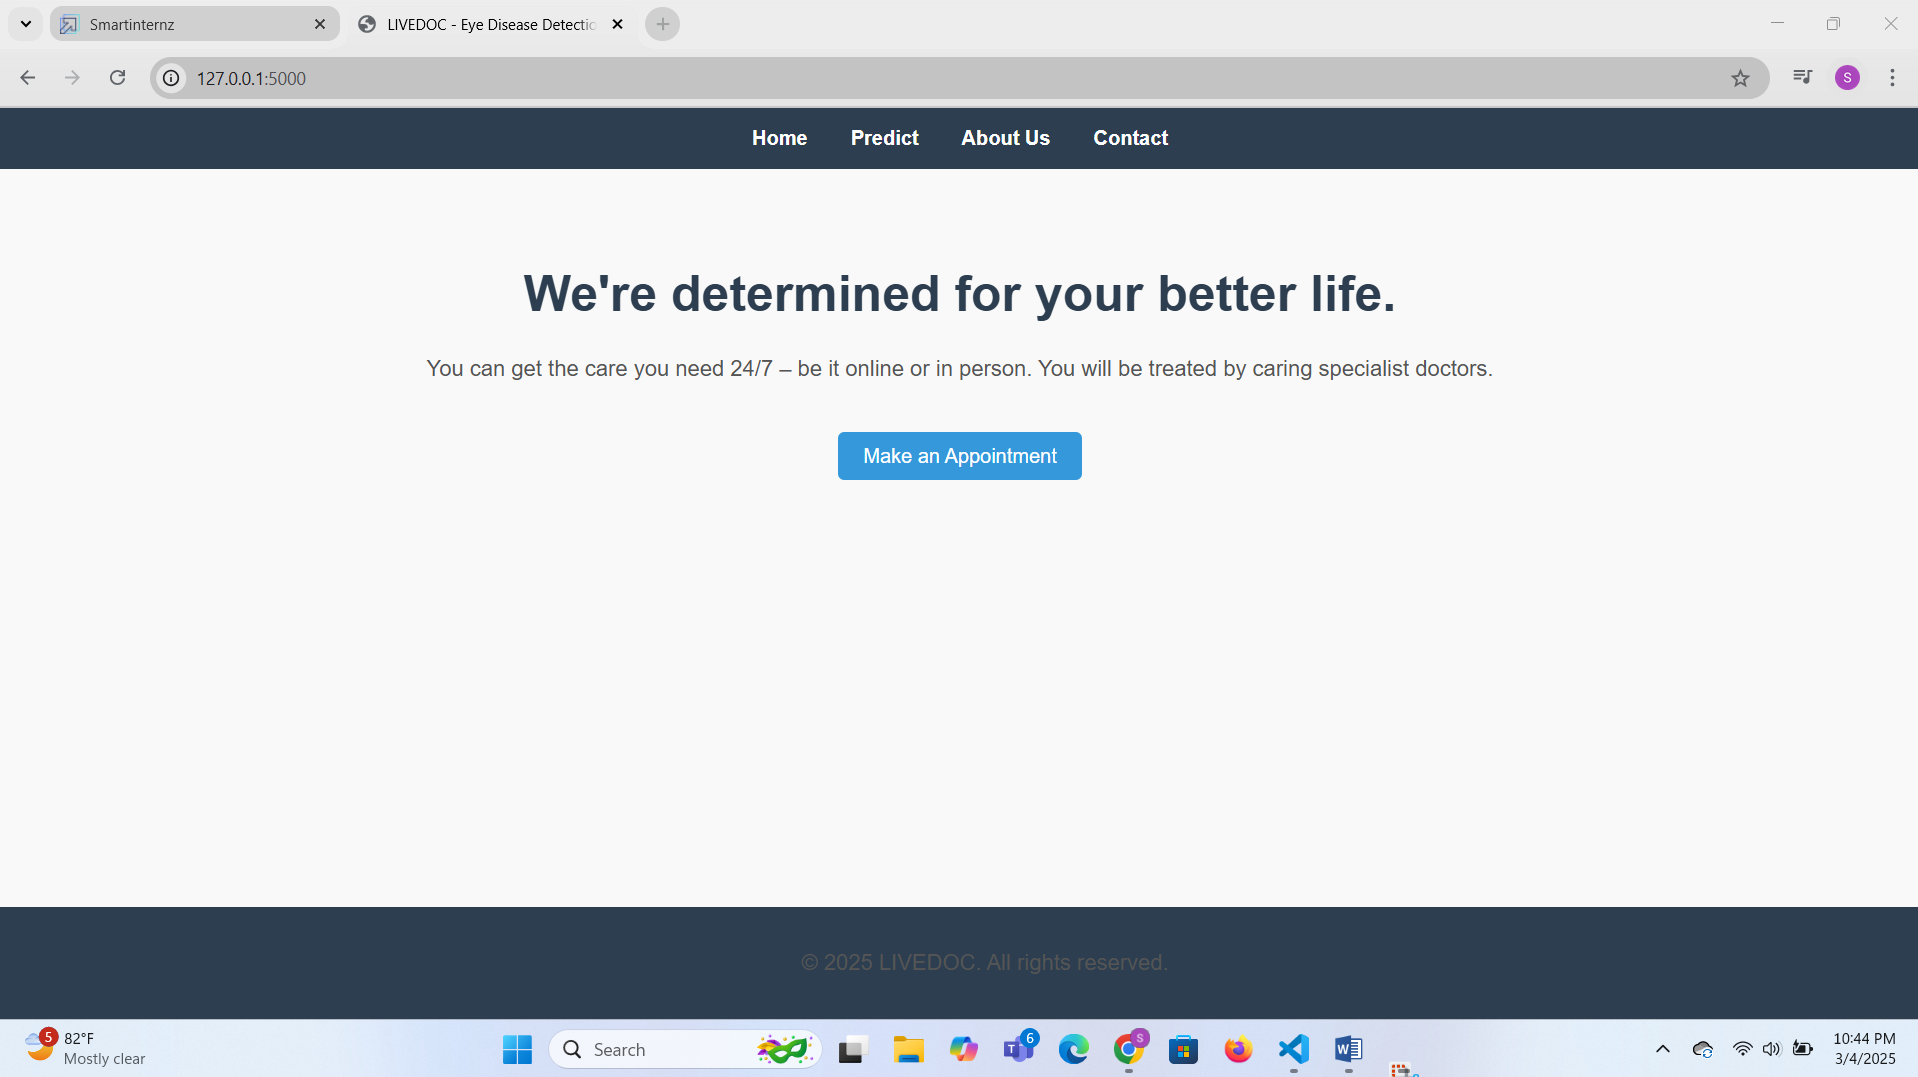 Smartinternz
LIVEDOC - Eye Disease Detectio
127.0.0.1:5000
S
Home Predict About Us Contact
We're determined for your better life.
You can get the care you need 24/7 – be it online or in person. You will be treated by caring specialist doctors.
Make an Appointment
© 2025 LIVEDOC. All rights reserved.
5
82°F
Mostly clear
Search
6
S
10:44 PM
3/4/2025